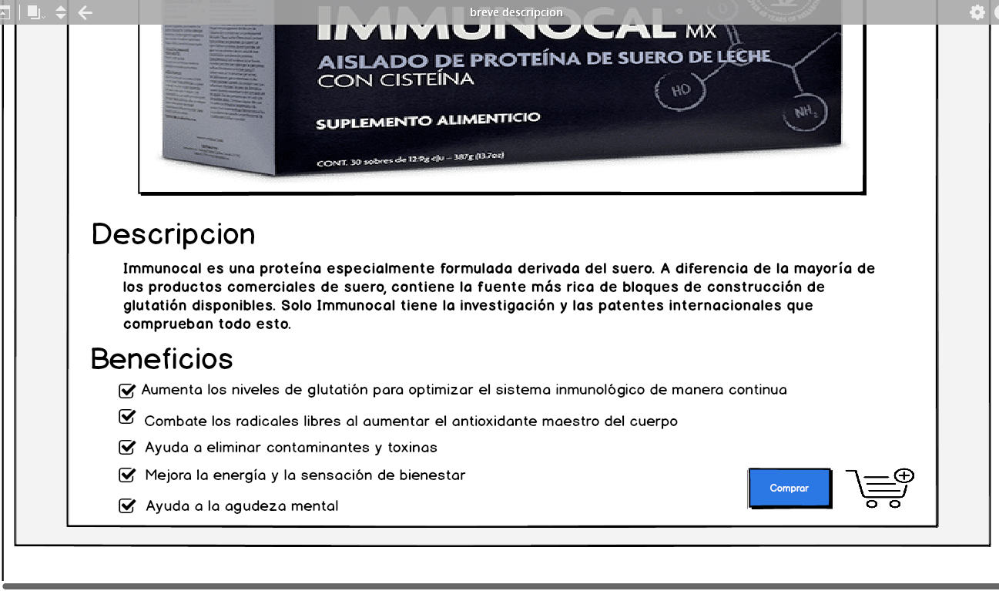 breve descripcion
IMMUNOCAL MX
AISLADO DE PROTEÍNA DE SUERO DE LECHE
CON CISTEÍNA
HO
NH₂
SUPLEMENTO ALIMENTICIO
CONT. 30 sobres de 12.9g c/u – 387g (13.7oz)
Descripcion
Immunocal es una proteína especialmente formulada derivada del suero. A diferencia de la mayoría de
los productos comerciales de suero, contiene la fuente más rica de bloques de construcción de
glutatión disponibles. Solo Immunocal tiene la investigación y las patentes internacionales que
comprueban todo esto.
Beneficios
Aumenta los niveles de glutatión para optimizar el sistema inmunológico de manera continua
Combate los radicales libres al aumentar el antioxidante maestro del cuerpo
Ayuda a eliminar contaminantes y toxinas
Mejora la energía y la sensación de bienestar
Comprar
Ayuda a la agudeza mental